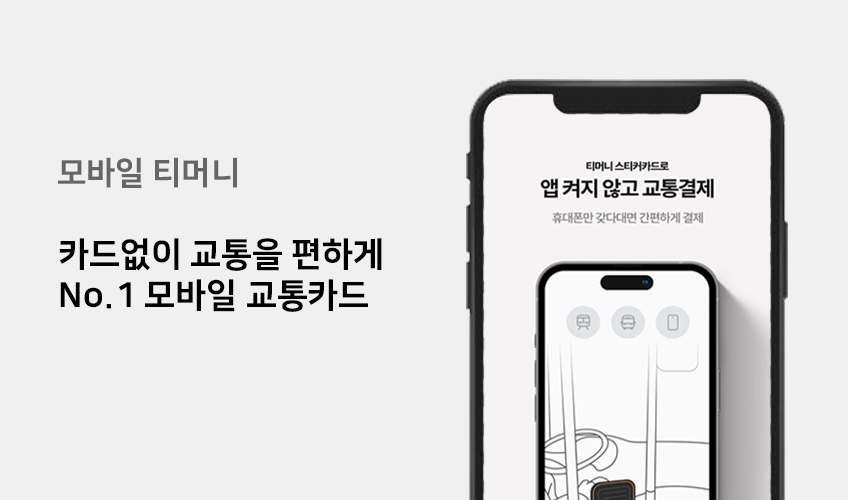 모바일 티머니
카드없이 교통을 편하게
No.1 모바일 교통카드
티머니 스티커카드로
앱 켜지 않고 교통결제
휴대폰만 갖다대면 간편하게 결제